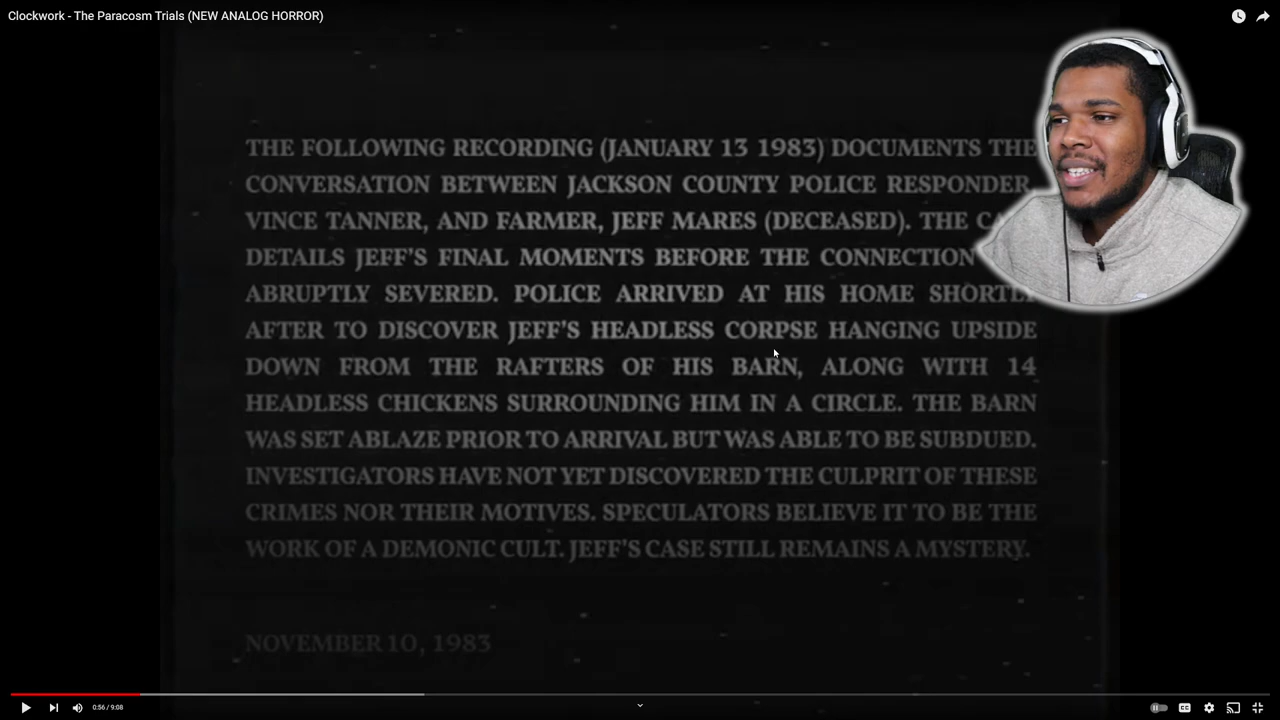 Clockwork - The Paracosm Trials (NEW ANALOG HORROR)
THE FOLLOWING RECORDING (JANUARY 13 1983) DOCUMENTS THE
CONVERSATION BETWEEN JACKSON COUNTY POLICE RESPONDER,
VINCE TANNER, AND FARMER, JEFF MARES (DECEASED). THE
DETAILS JEFF'S FINAL MOMENTS BEFORE THE CONNECTION
ABRUPTLY SEVERED. POLICE ARRIVED AT HIS HOME SHORTLY
AFTER TO DISCOVER JEFF'S HEADLESS CORPSE HANGING UPSIDE
DOWN FROM THE RAFTERS OF HIS BARN, ALONG WITH 14
HEADLESS CHICKENS SURROUNDING HIM IN A CIRCLE. THE BARN
WAS SET ABLAZE PRIOR TO ARRIVAL BUT WAS ABLE TO BE SUBDUED.
INVESTIGATORS HAVE NOT YET DISCOVERED THE CULPRIT OF THESE
CRIMES NOR THEIR MOTIVES. SPECULATORS BELIEVE IT TO BE THE
WORK OF A DEMONIC CULT. JEFF'S CASE STILL REMAINS A MYSTERY.
NOVEMBER 10, 1983
0:56 / 9:08
CC